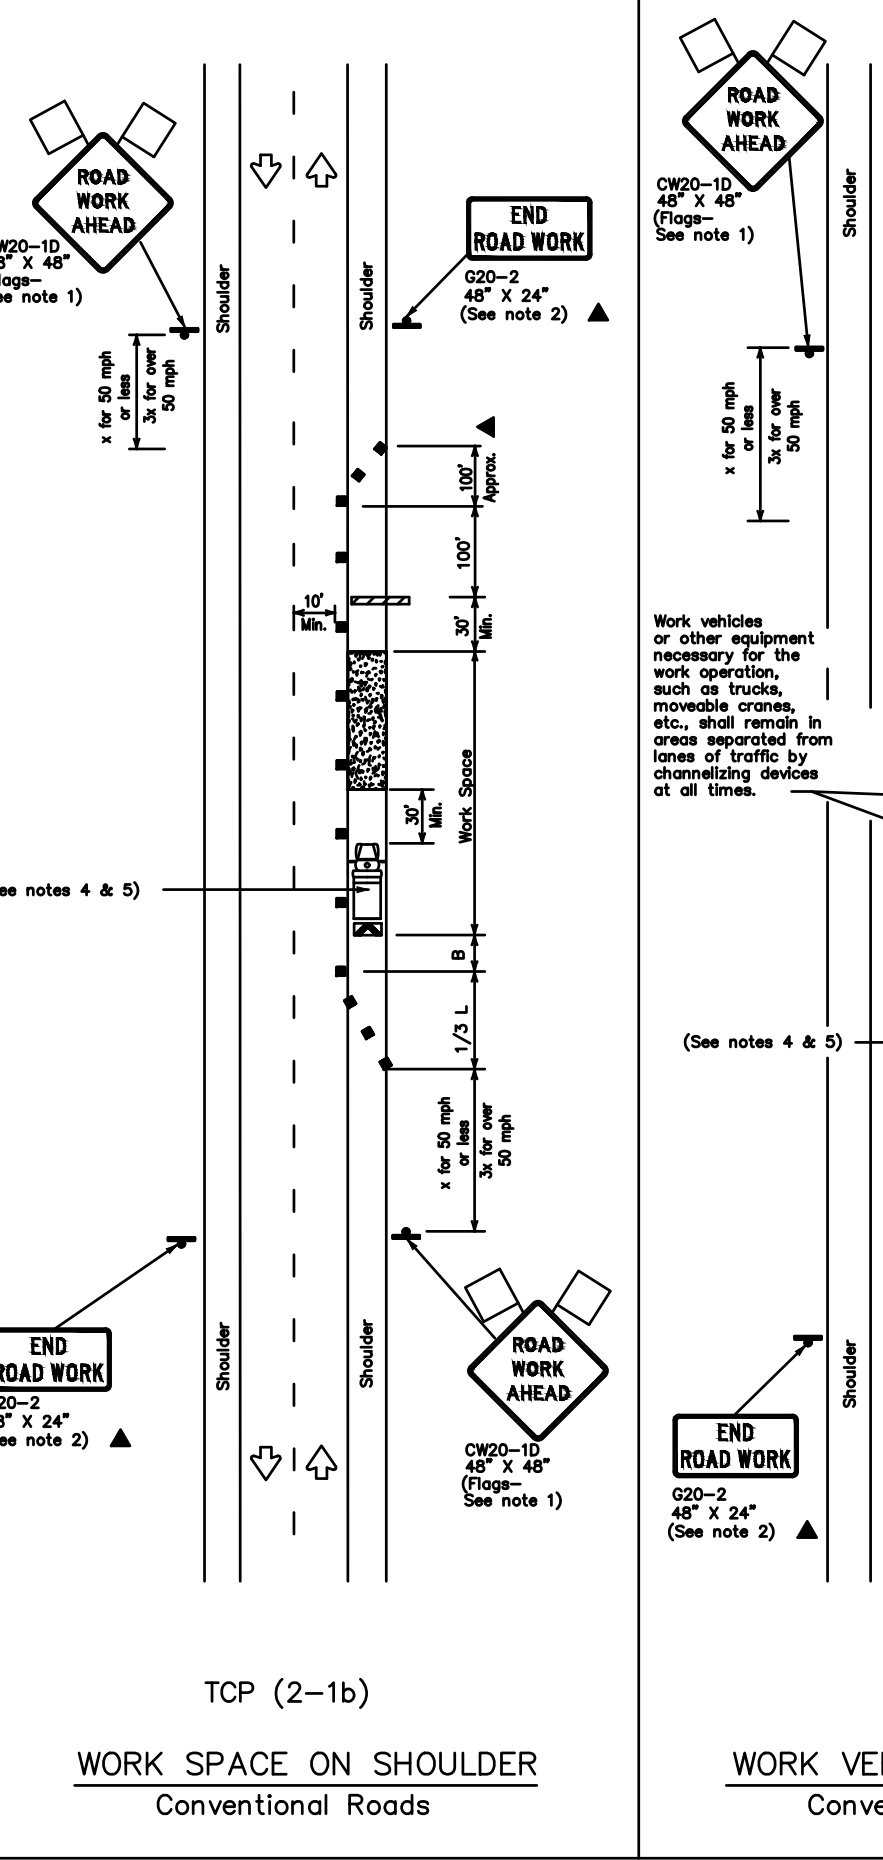 ROAD
WORK
AHEAD
W20-1D
8" X 48"
lags-
ee note 1)
x for 50 mph
or less
3x for over
50 mph
Shoulder
Shoulder
END
ROAD WORK
G20-2
48" X 24"
(See note 2)
100'
Approx.
100'
10'
Min.
30'
Min.
Work Space
30'
Min.
ee notes 4 & 5)
B
1/3 L
x for 50 mph
or less
3x for over
50 mph
END
ROAD WORK
20-2
8" X 24"
ee note 2)
Shoulder
Shoulder
ROAD
WORK
AHEAD
CW20-1D
48" X 48"
(Flags-
See note 1)
TCP (2-1b)
WORK SPACE ON SHOULDER
Conventional Roads
ROAD
WORK
AHEAD
CW20-1D
48" X 48"
(Flags-
See note 1)
Shoulder
x for 50 mph
or less
3x for over
50 mph
Work vehicles
or other equipment
necessary for the
work operation,
such as trucks,
moveable cranes,
etc., shall remain in
areas separated from
lanes of traffic by
channelizing devices
at all times.
(See notes 4 & 5)
Shoulder
END
ROAD WORK
G20-2
48" X 24"
(See note 2)
WORK VE
Conve